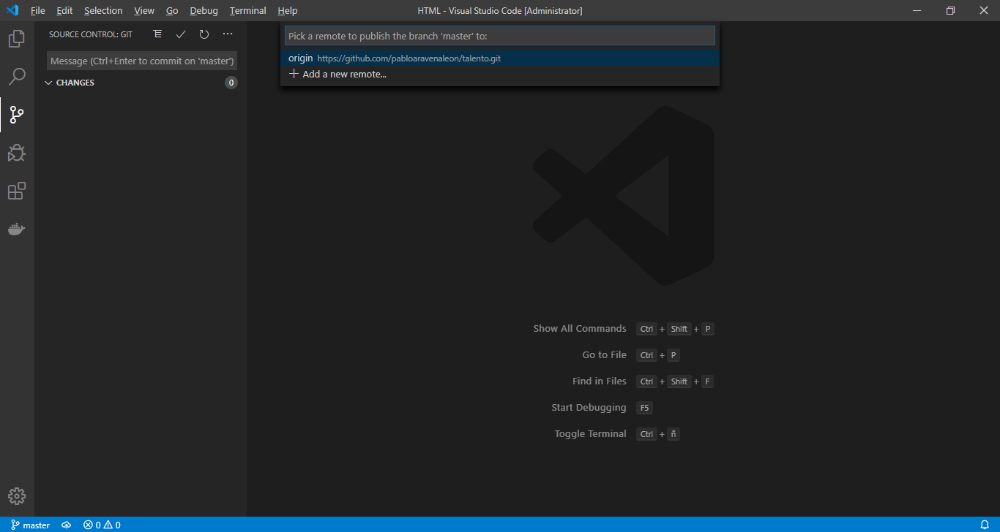 File Edit Selection View Go Debug Terminal Help HTML - Visual Studio Code [Administrator]
SOURCE CONTROL: GIT
Pick a remote to publish the branch 'master' to:
origin https://github.com/pabloaravenaleon/talento.git
Add a new remote...
Message (Ctrl+Enter to commit on 'master')
CHANGES 0
Show All Commands Ctrl + Shift + P
Go to File Ctrl + P
Find in Files Ctrl + Shift + F
Start Debugging F5
Toggle Terminal Ctrl + ñ
master 0 0